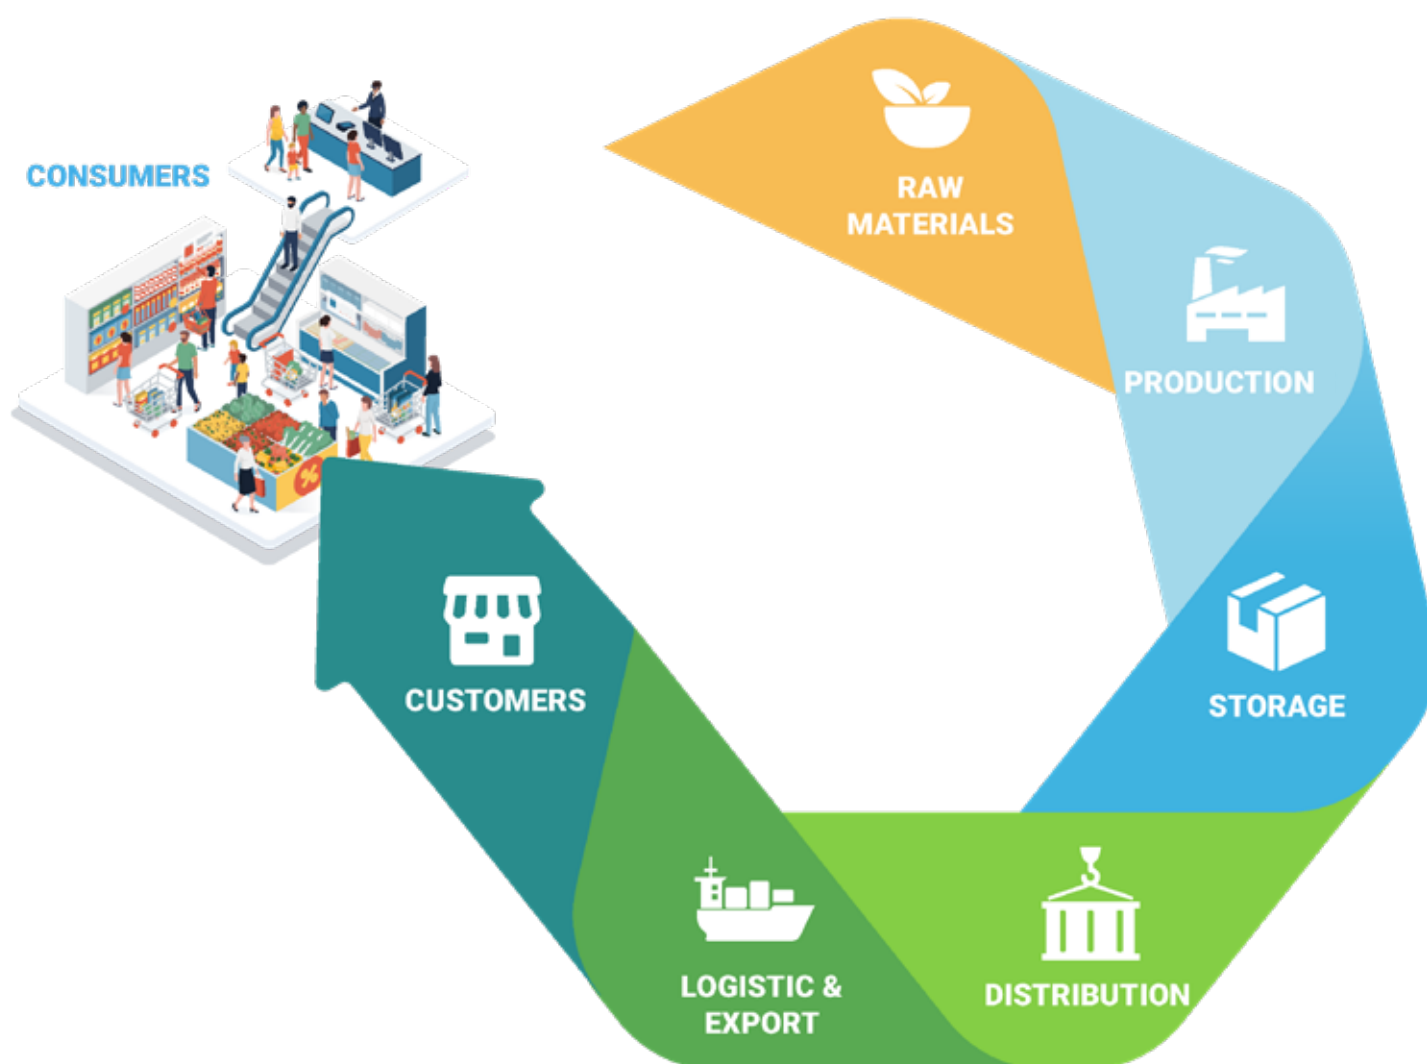 CONSUMERS
RAW
MATERIALS
PRODUCTION
STORAGE
DISTRIBUTION
LOGISTIC &
EXPORT
CUSTOMERS
%